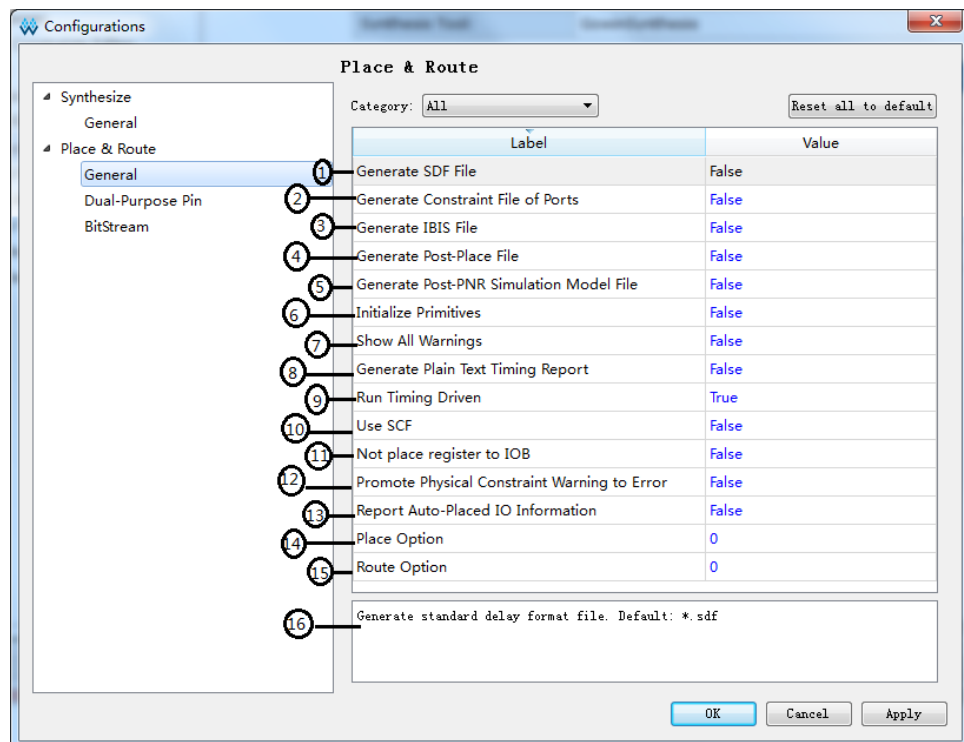 Configurations
Place & Route
Synthesize
General
Place & Route
General
Dual-Purpose Pin
BitStream
Category: All
Reset all to default
Label Value
1 Generate SDF File False
2 Generate Constraint File of Ports False
3 Generate IBIS File False
4 Generate Post-Place File False
5 Generate Post-PNR Simulation Model File False
6 Initialize Primitives False
7 Show All Warnings False
8 Generate Plain Text Timing Report False
9 Run Timing Driven True
10 Use SCF False
11 Not place register to IOB False
12 Promote Physical Constraint Warning to Error False
13 Report Auto-Placed IO Information False
14 Place Option 0
15 Route Option 0
16 Generate standard delay format file. Default: *.sdf
OK Cancel Apply